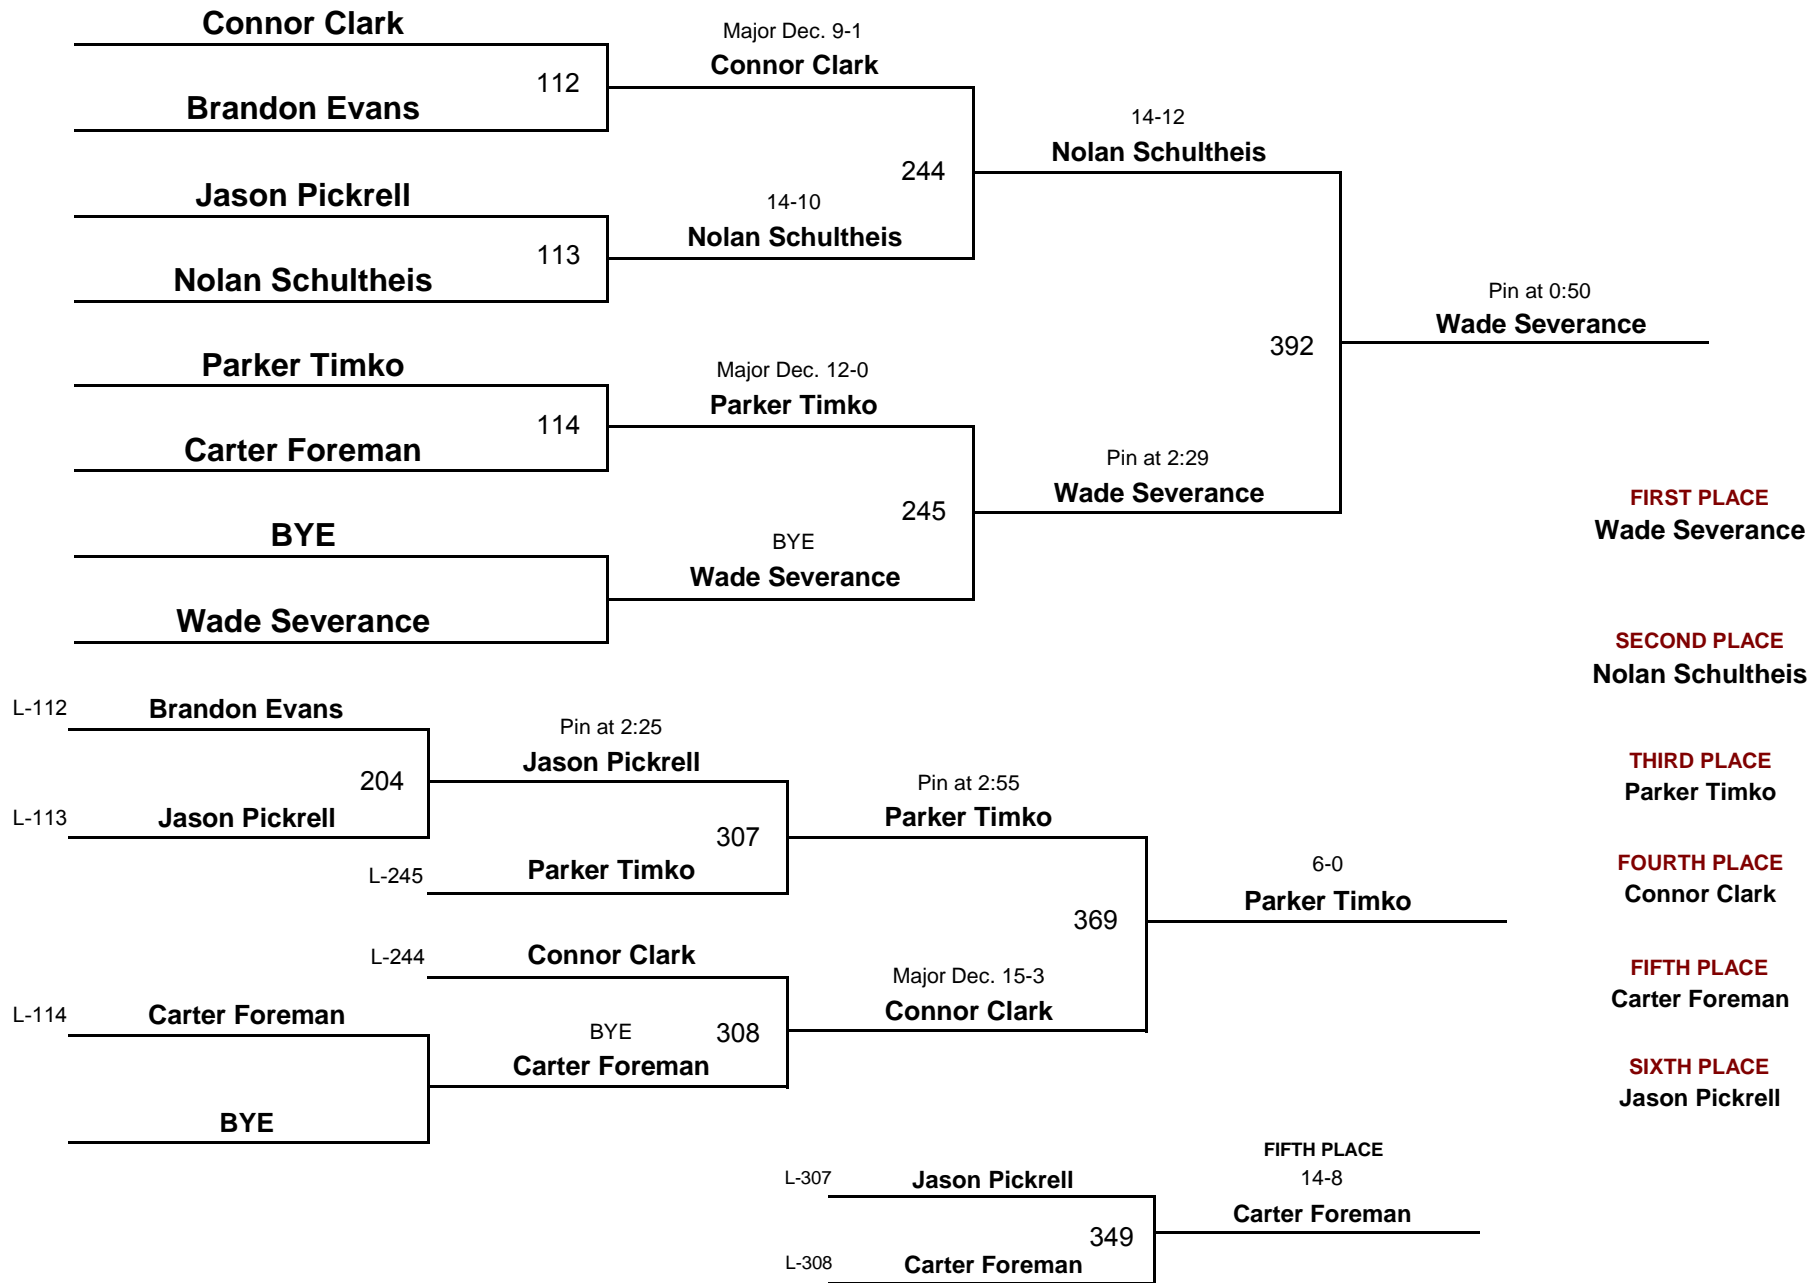 Connor Clark
Major Dec. 9-1
Connor Clark
112
Brandon Evans
14-12
Nolan Schultheis
244
Jason Pickrell
14-10
Nolan Schultheis
113
Nolan Schultheis
Pin at 0:50
Wade Severance
392
Parker Timko
Major Dec. 12-0
Parker Timko
114
Carter Foreman
Pin at 2:29
Wade Severance
245
BYE
BYE
Wade Severance
Wade Severance
FIRST PLACE
Wade Severance
SECOND PLACE
Nolan Schultheis
THIRD PLACE
Parker Timko
FOURTH PLACE
Connor Clark
FIFTH PLACE
Carter Foreman
SIXTH PLACE
Jason Pickrell
L-112
Brandon Evans
Pin at 2:25
Jason Pickrell
204
L-113
Jason Pickrell
Pin at 2:55
Parker Timko
307
L-245
Parker Timko
6-0
Parker Timko
369
L-244
Connor Clark
Major Dec. 15-3
Connor Clark
L-114
Carter Foreman
BYE
308
Carter Foreman
BYE
FIFTH PLACE
L-307
Jason Pickrell
14-8
Carter Foreman
349
L-308
Carter Foreman